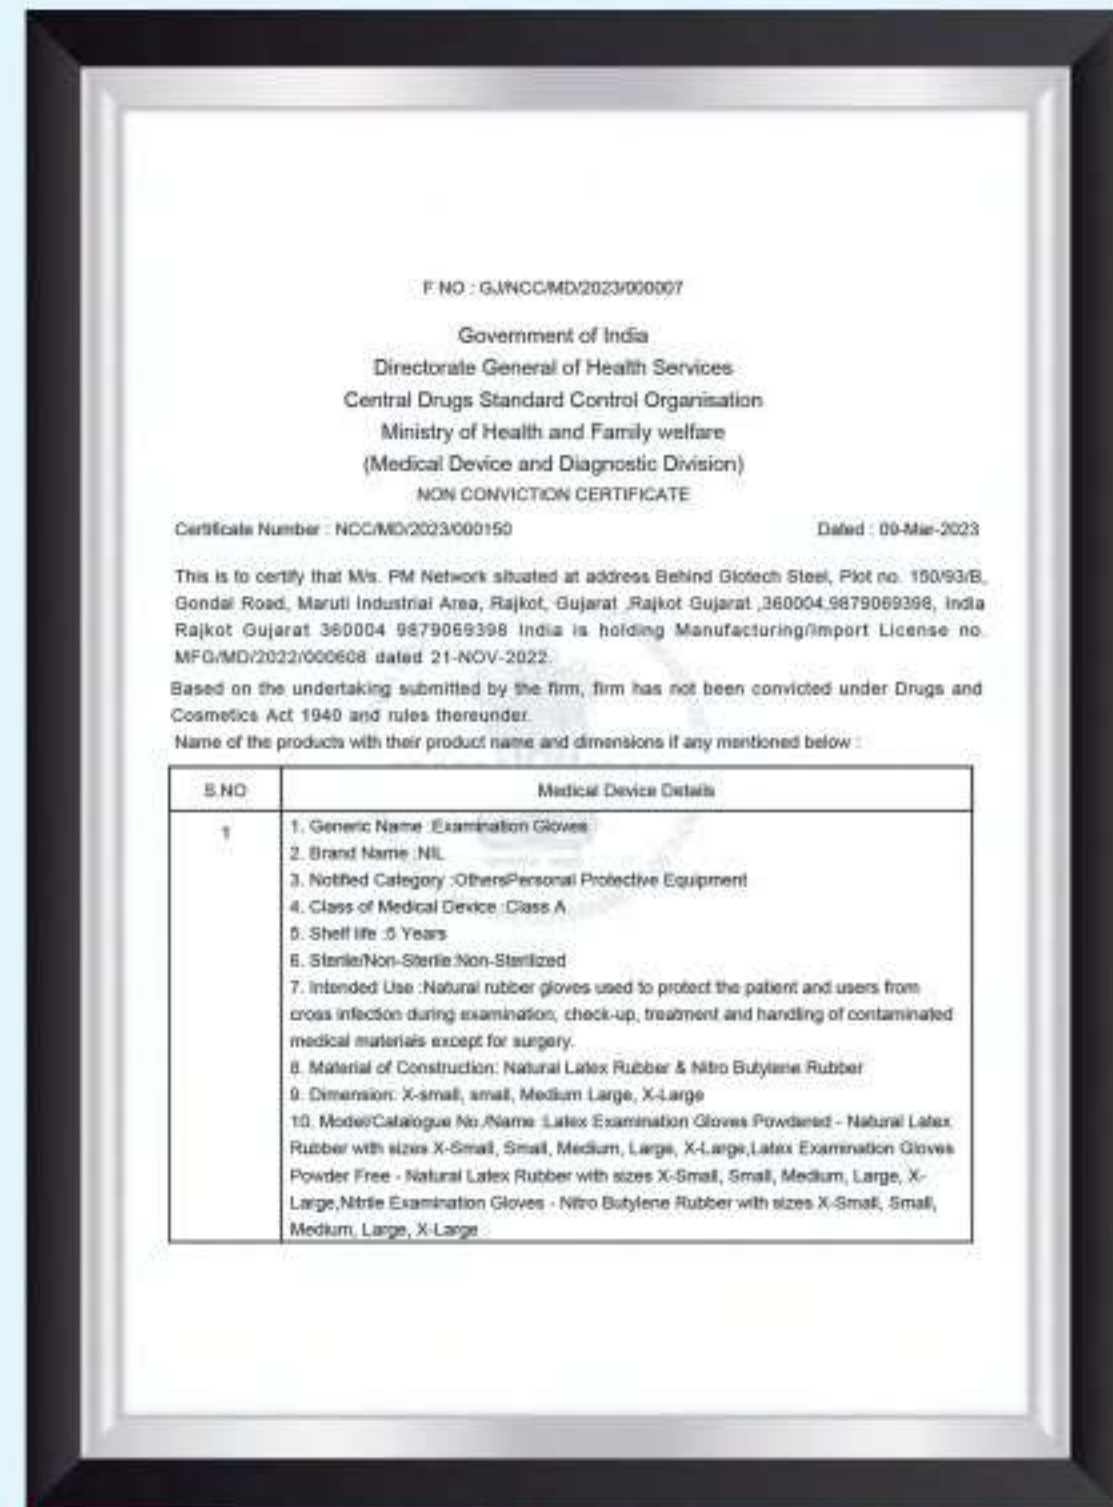 F NO : GJ/NCC/MD/2023/000007
Government of India
Directorate General of Health Services
Central Drugs Standard Control Organisation
Ministry of Health and Family welfare
(Medical Device and Diagnostic Division)
NON CONVICTION CERTIFICATE
Certificate Number : NCC/MD/2023/000150 Dated : 09-Mar-2023
This is to certify that M/s. PM Network situated at address Behind Glotech Steel, Plot no. 150/93/B,
Gondal Road, Maruti Industrial Area, Rajkot, Gujarat ,Rajkot Gujarat ,360004,9879069398, India
Rajkot Gujarat 360004 9879069398 India is holding Manufacturing/Import License no.
MFG/MD/2022/000608 dated 21-NOV-2022.
Based on the undertaking submitted by the firm, firm has not been convicted under Drugs and
Cosmetics Act 1940 and rules thereunder.
Name of the products with their product name and dimensions if any mentioned below :
S.NO Medical Device Details
1 1. Generic Name :Examination Gloves
2. Brand Name :NIL
3. Notified Category :OthersPersonal Protective Equipment
4. Class of Medical Device :Class A
5. Shelf life :5 Years
6. Sterile/Non-Sterile:Non-Sterilized
7. Intended Use :Natural rubber gloves used to protect the patient and users from
cross infection during examination, check-up, treatment and handling of contaminated
medical materials except for surgery.
8. Material of Construction: Natural Latex Rubber & Nitro Butylene Rubber
9. Dimension: X-small, small, Medium Large, X-Large
10. Model/Catalogue No./Name :Latex Examination Gloves Powdered - Natural Latex
Rubber with sizes X-Small, Small, Medium, Large, X-Large,Latex Examination Gloves
Powder Free - Natural Latex Rubber with sizes X-Small, Small, Medium, Large, X-
Large,Nitrile Examination Gloves - Nitro Butylene Rubber with sizes X-Small, Small,
Medium, Large, X-Large